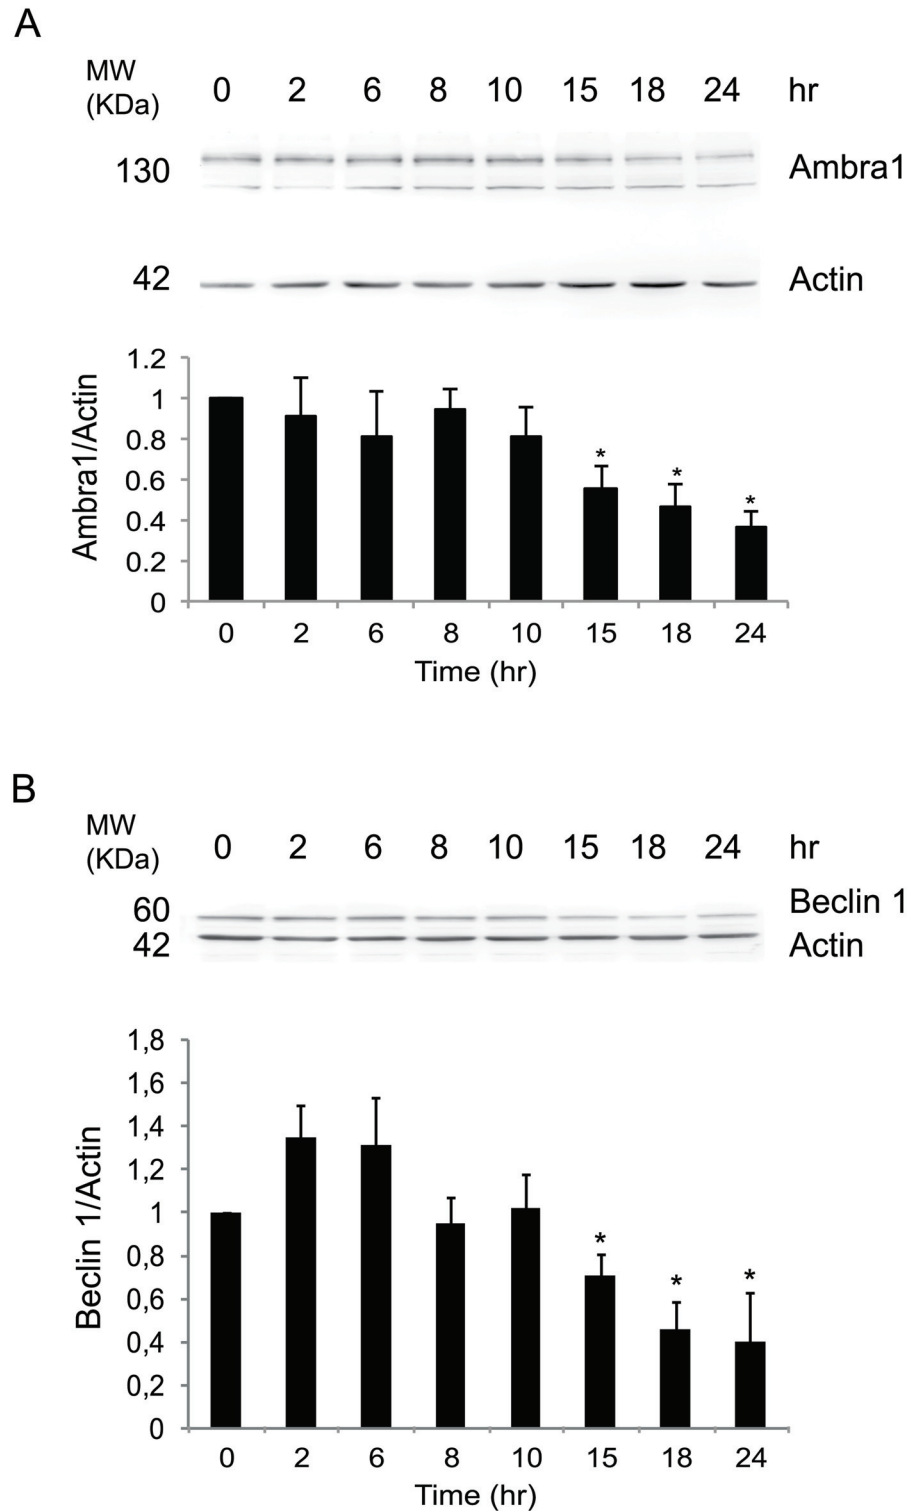 A
MW
(KDa)
0 2 6 8 10 15 18 24 hr
130 Ambra1
42 Actin
Ambra1/Actin
1.2
1
0.8
0.6
0.4
0.2
0
* * *
0 2 6 8 10 15 18 24
Time (hr)
B
MW
(KDa)
0 2 6 8 10 15 18 24 hr
60 Beclin 1
42 Actin
Beclin 1/Actin
1,8
1,6
1,4
1,2
1
0,8
0,6
0,4
0,2
0
* * *
0 2 6 8 10 15 18 24
Time (hr)